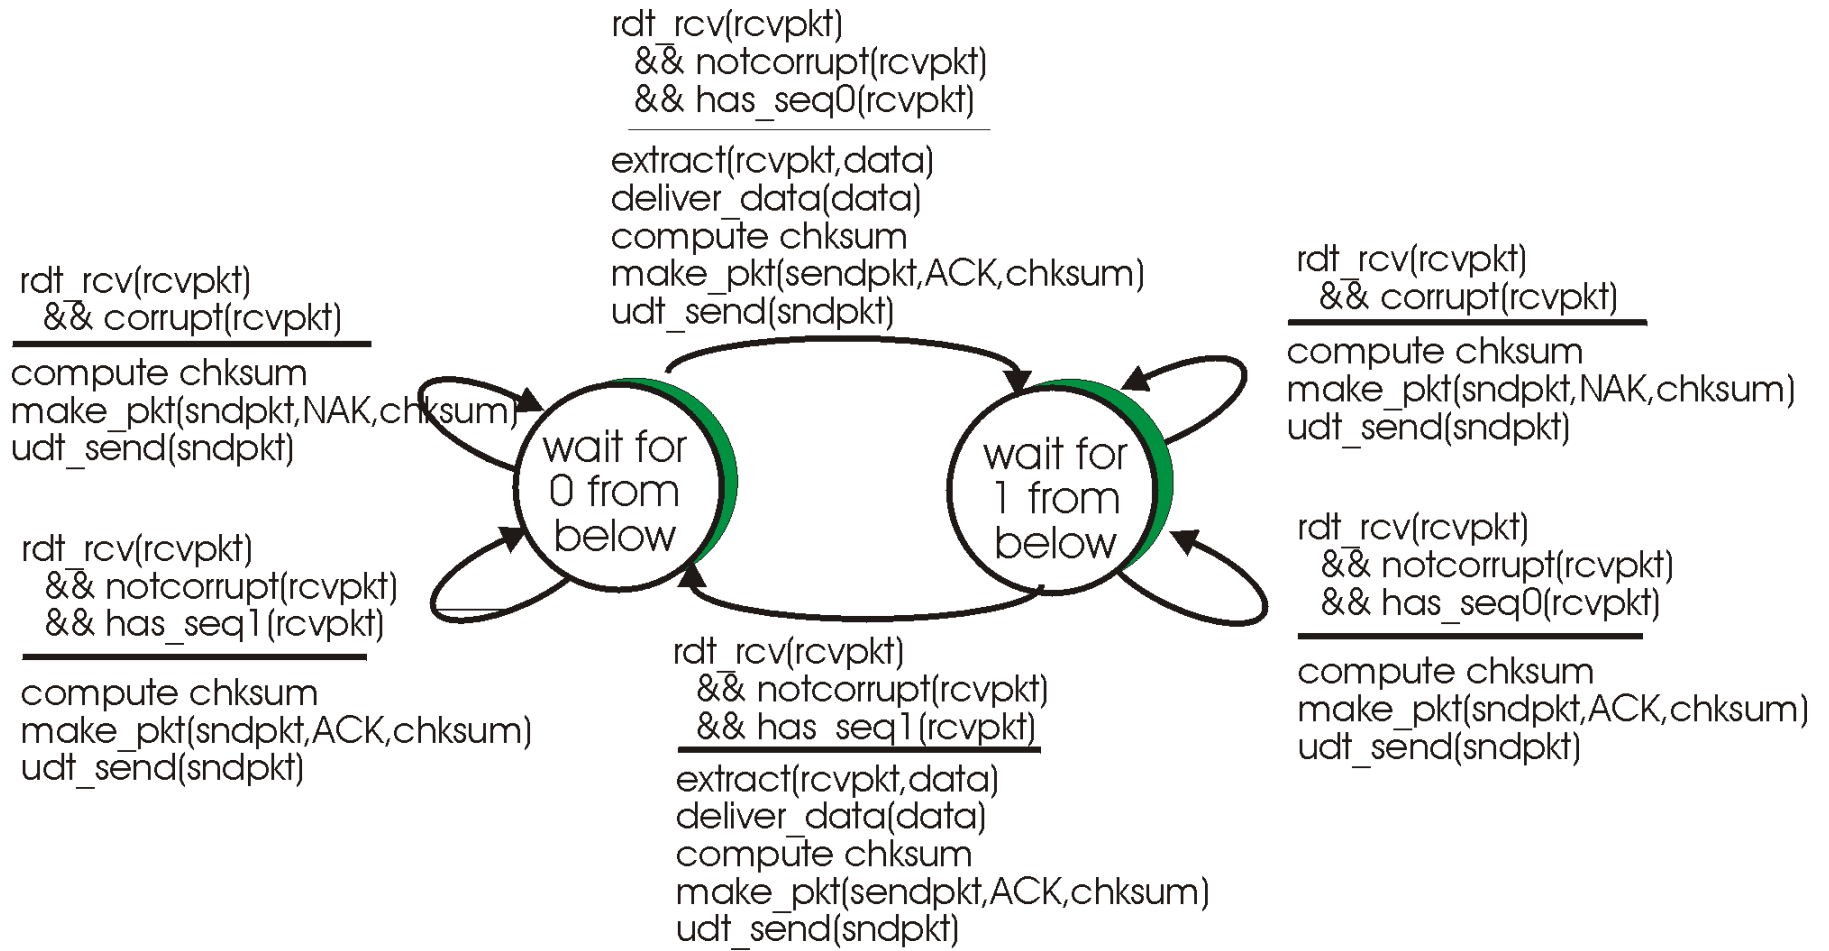 rdt_rcv(rcvpkt)
&& notcorrupt(rcvpkt)
&& has_seq0(rcvpkt)
extract(rcvpkt,data)
deliver_data(data)
compute chksum
make_pkt(sendpkt,ACK,chksum)
udt_send(sndpkt)
rdt_rcv(rcvpkt)
&& corrupt(rcvpkt)
compute chksum
make_pkt(sndpkt,NAK,chksum)
udt_send(sndpkt)
rdt_rcv(rcvpkt)
&& notcorrupt(rcvpkt)
&& has_seq1(rcvpkt)
compute chksum
make_pkt(sndpkt,ACK,chksum)
udt_send(sndpkt)
wait for
0 from
below
wait for
1 from
below
rdt_rcv(rcvpkt)
&& corrupt(rcvpkt)
compute chksum
make_pkt(sndpkt,NAK,chksum)
udt_send(sndpkt)
rdt_rcv(rcvpkt)
&& notcorrupt(rcvpkt)
&& has_seq0(rcvpkt)
compute chksum
make_pkt(sndpkt,ACK,chksum)
udt_send(sndpkt)
rdt_rcv(rcvpkt)
&& notcorrupt(rcvpkt)
&& has_seq1(rcvpkt)
extract(rcvpkt,data)
deliver_data(data)
compute chksum
make_pkt(sendpkt,ACK,chksum)
udt_send(sndpkt)